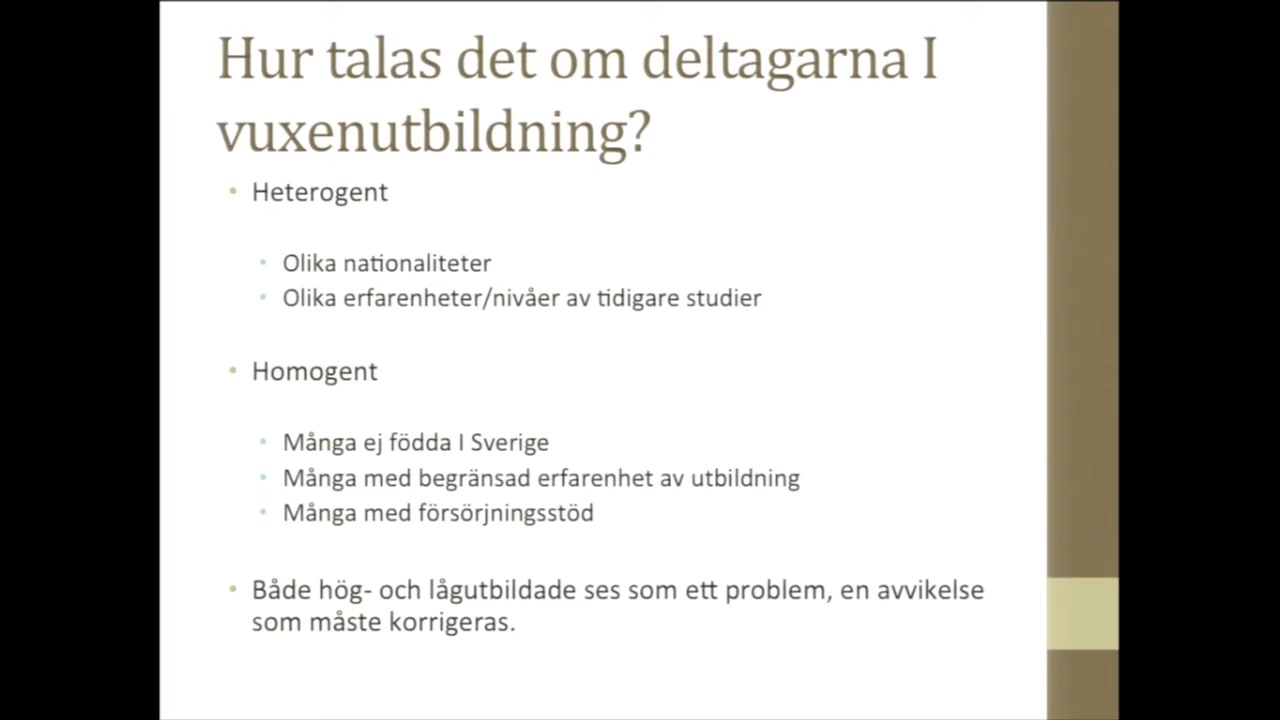 Hur talas det om deltagarna I
vuxenutbildning?
• Heterogent
• Olika nationaliteter
• Olika erfarenheter/nivåer av tidigare studier
• Homogent
• Många ej födda I Sverige
• Många med begränsad erfarenhet av utbildning
• Många med försörjningsstöd
• Både hög- och lågutbildade ses som ett problem, en avvikelse
som måste korrigeras.